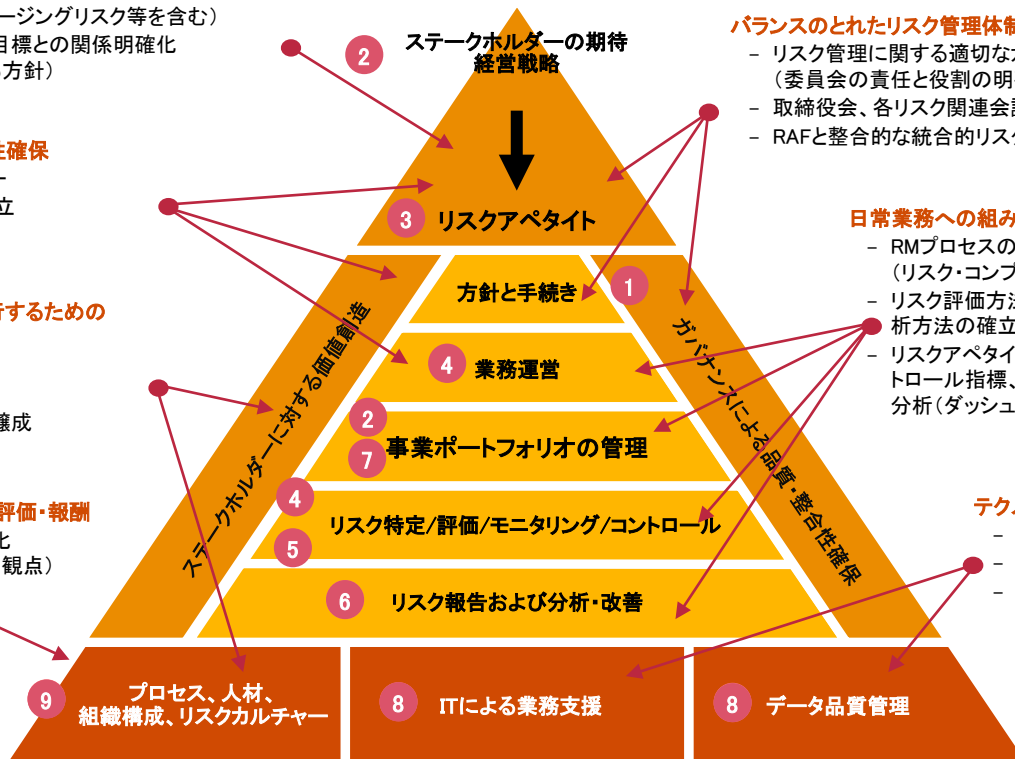 ージングリスク等を含む）
目標との関係明確化
方針）
性確保
立
行するための
醸成
評価・報酬
化
観点）
②
ステークホルダーの期待
経営戦略
③ リスクアペタイト
方針と手続き
①
④ 業務運営
②
⑦ 事業ポートフォリオの管理
④
リスク特定/評価/モニタリング/コントロール
⑤
⑥ リスク報告および分析・改善
ステークホルダーに対する価値創造
ガバナンスによる品質・整合性確保
⑨ プロセス、人材、
組織構成、リスクカルチャー
⑧ ITによる業務支援
⑧ データ品質管理
バランスのとれたリスク管理体制
– リスク管理に関する適切な
（委員会の責任と役割の明
– 取締役会、各リスク関連会
– RAFと整合的な統合的リス
日常業務への組み
– RMプロセスの
（リスク・コンプ
– リスク評価方法
析方法の確立
– リスクアペタイ
トロール指標、
分析（ダッシュ
テク
–
–
–